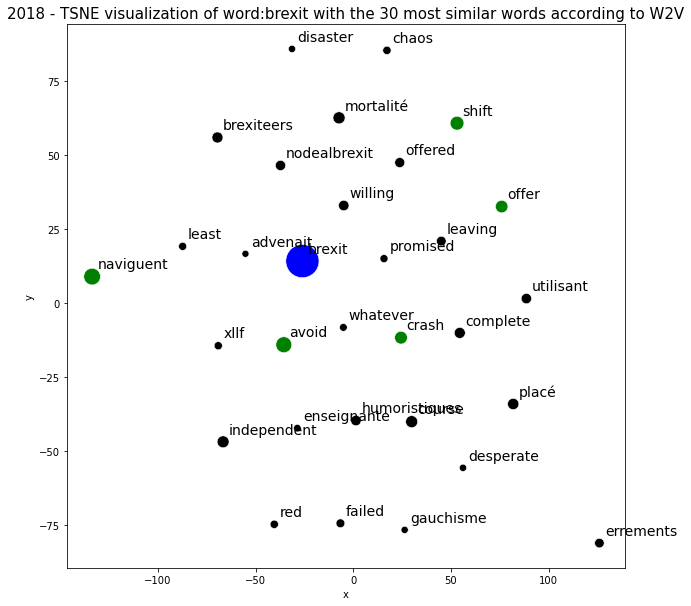 2018 - TSNE visualization of word:brexit with the 30 most similar words according to W2V
disaster
chaos
75
mortalité
shift
brexiteers
50
nodealbrexit
offered
willing
offer
25
least
leaving
advenait
brexit
promised
naviguent
utilisant
y
0
whatever
complete
xllf
avoid
crash
−25
placé
humoristiques
course
enseignante
independent
−50
desperate
red
failed
gauchisme
−75
errements
−100
−50
0
50
100
x